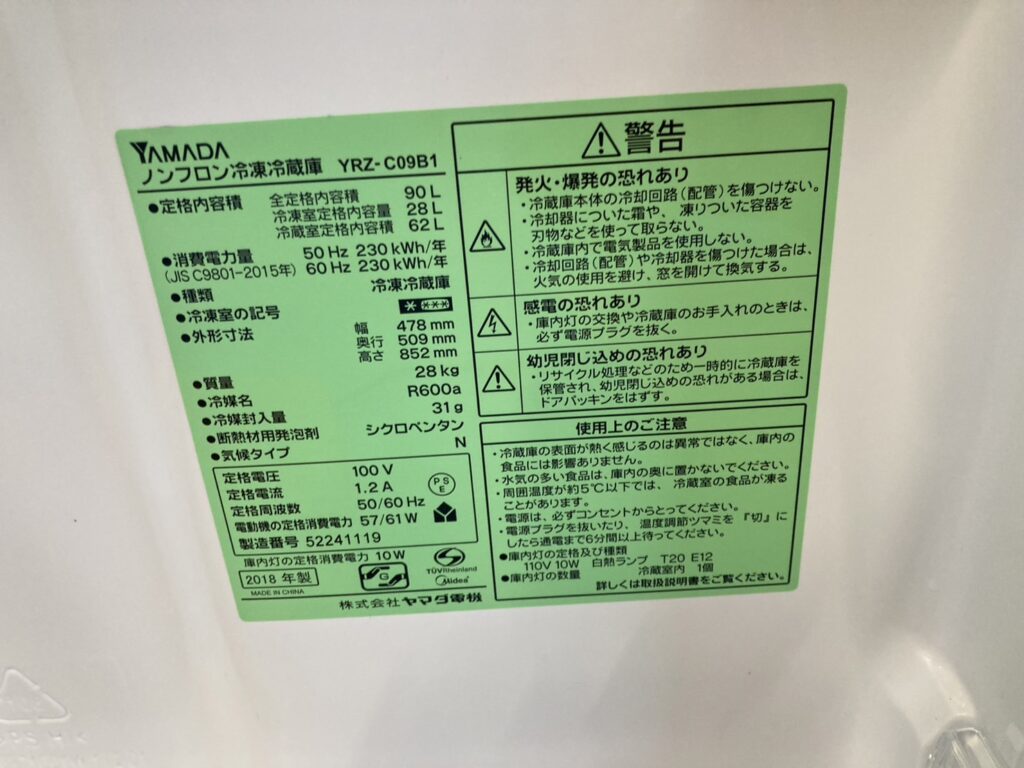 YAMADA
ノンフロン冷凍冷蔵庫 YRZ-C09B1
●定格内容積 全定格内容積 90 L
冷凍室定格内容量 28 L
冷蔵室定格内容積 62 L
●消費電力量 50 Hz 230 kWh/年
(JIS C9801-2015年) 60 Hz 230 kWh/年
●種類 冷凍冷蔵庫
●冷凍室の記号
●外形寸法 幅 478 mm
奥行 509 mm
高さ 852 mm
●質量 28 kg
●冷媒名 R600a
●冷媒封入量 31 g
●断熱材用発泡剤 シクロペンタン
●気候タイプ N
定格電圧 100 V
定格電流 1.2 A
定格周波数 50/60 Hz
電動機の定格消費電力 57/61 W
製造番号 52241119
PS
E
庫内灯の定格消費電力 10 W
2018 年製
MADE IN CHINA
G
TÜVRheinland
Midea
株式会社 ヤマダ電機
警告
発火・爆発の恐れあり
・冷蔵庫本体の冷却回路(配管)を傷つけない。
・冷却器についた霜や、凍りついた容器を
刃物などを使って取らない。
・冷蔵庫内で電気製品を使用しない。
・冷却回路(配管)や冷却器を傷つけた場合は、
火気の使用を避け、窓を開けて換気する。
感電の恐れあり
・庫内灯の交換や冷蔵庫のお手入れのときは、
必ず電源プラグを抜く。
幼児閉じ込めの恐れあり
・リサイクル処理などのため一時的に冷蔵庫を
保管され、幼児閉じ込めの恐れがある場合は、
ドアパッキンをはずす。
使用上のご注意
・冷蔵庫の表面が熱く感じるのは異常ではなく、庫内の
食品には影響ありません。
・水気の多い食品は、庫内の奥に置かないでください。
・周囲温度が約5℃以下では、冷蔵室の食品が凍る
ことがあります。
・電源は、必ずコンセントからとってください。
・電源プラグを抜いたり、温度調節ツマミを『切』に
したら通電まで6分間以上待ってください。
●庫内灯の定格及び種類
110V 10W 白熱ランプ T20 E12
●庫内灯の数量 冷蔵室内 1個
詳しくは取扱説明書をご覧ください。